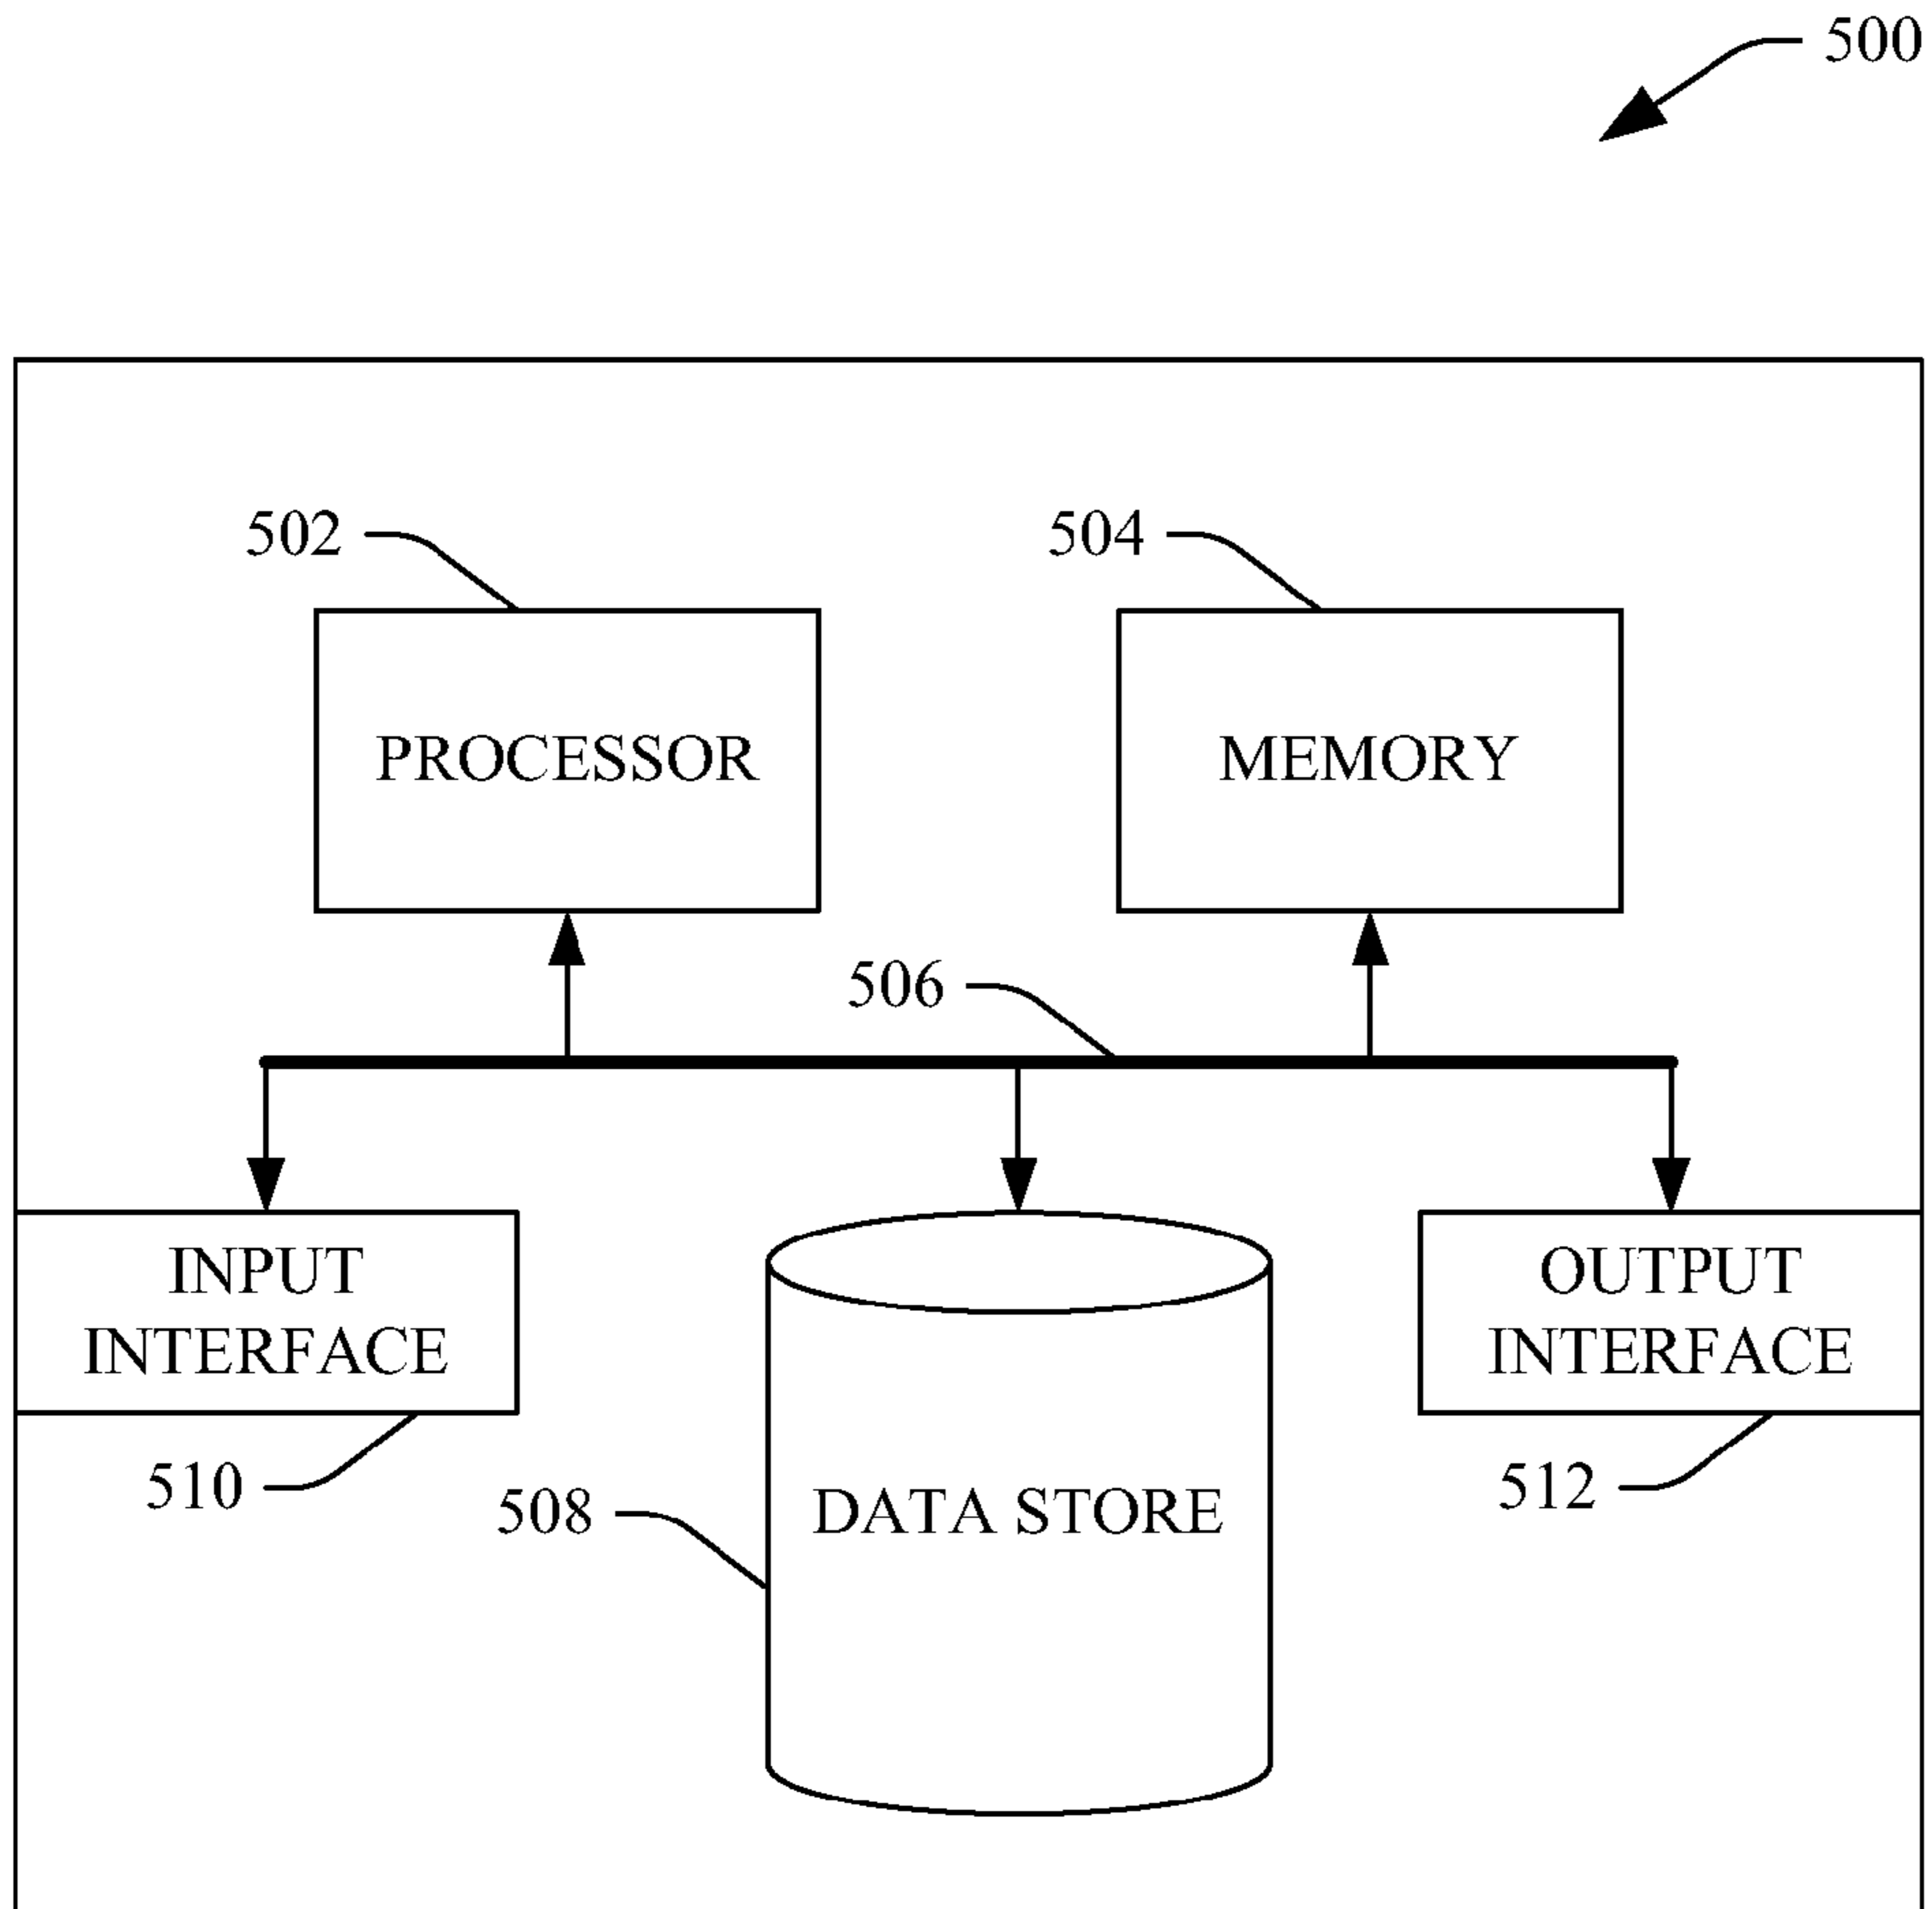 500
502
504
PROCESSOR
MEMORY
506
INPUT
INTERFACE
OUTPUT
INTERFACE
510
508
DATA STORE
512